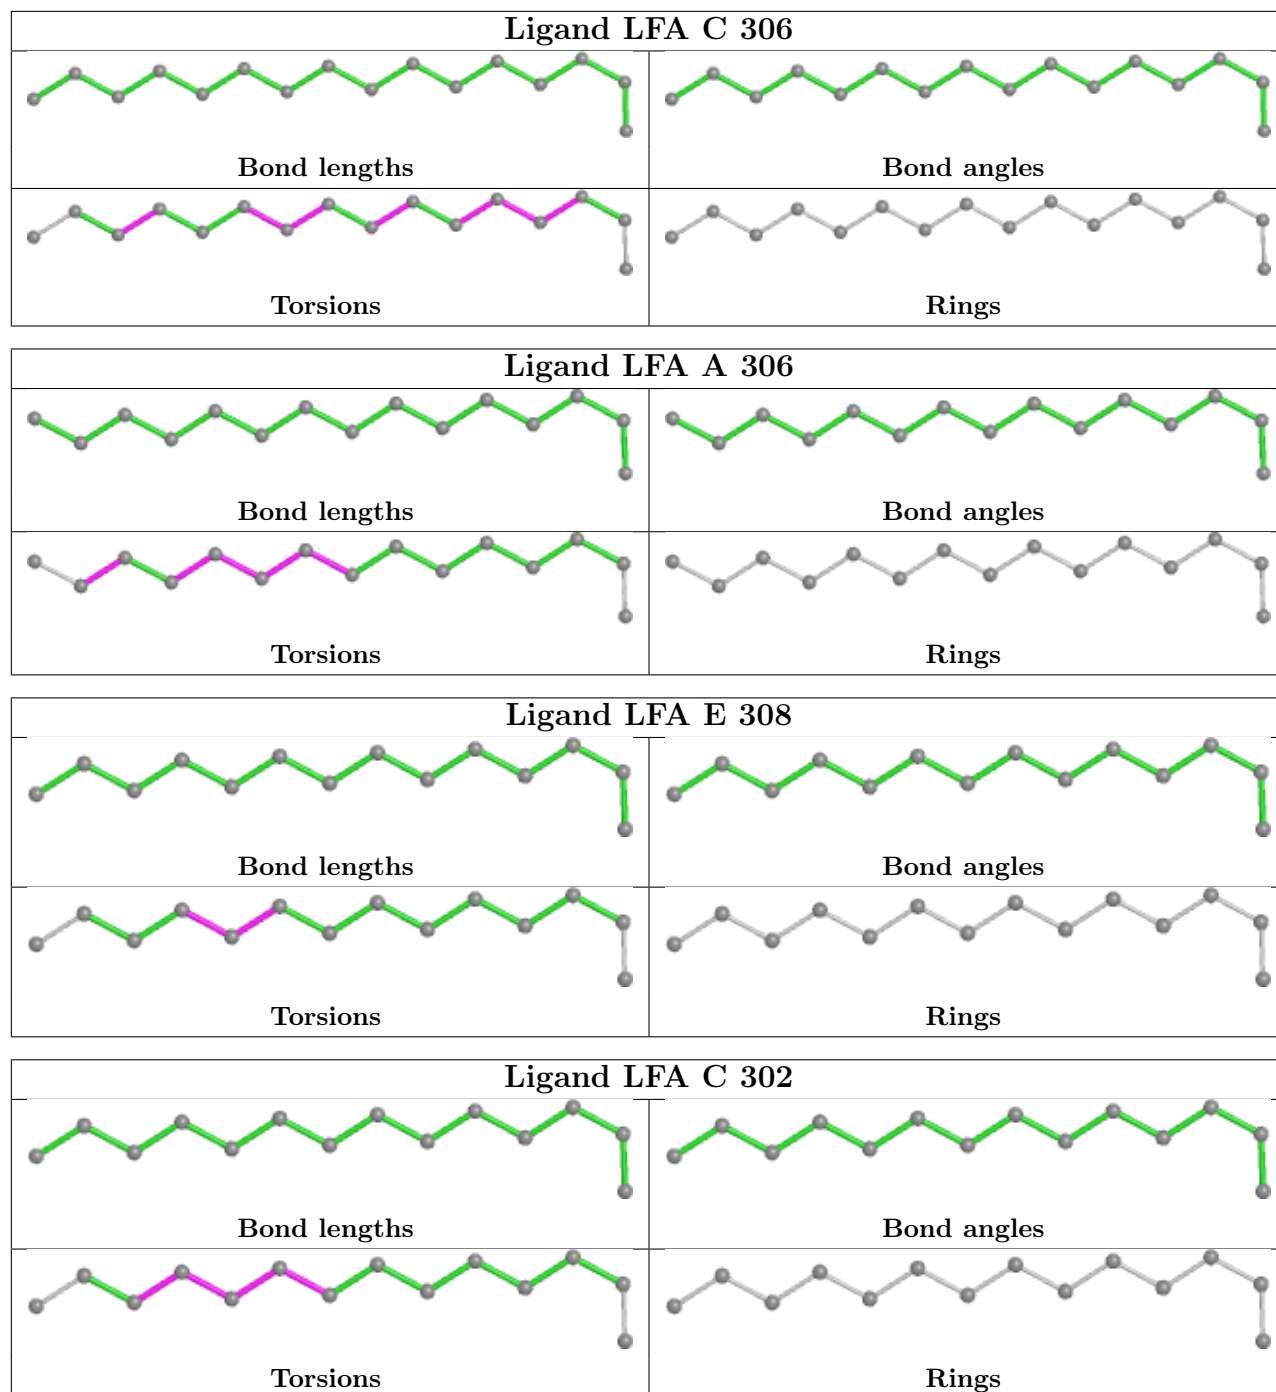 Ligand LFA C 306
Bond lengths
Bond angles
Torsions
Rings
Ligand LFA A 306
Bond lengths
Bond angles
Torsions
Rings
Ligand LFA E 308
Bond lengths
Bond angles
Torsions
Rings
Ligand LFA C 302
Bond lengths
Bond angles
Torsions
Rings